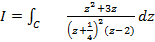 I = ∫_C (z² + 3z) / ((z + 1/4)² (z − 2)) dz